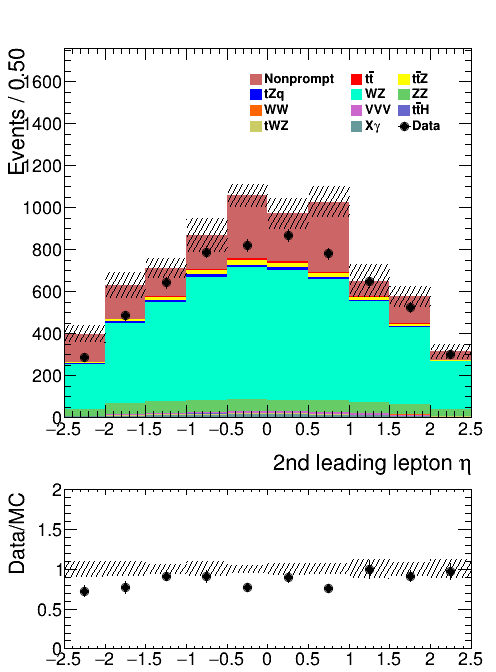 Events / 0.50
1600
1400
1200
1000
800
600
400
200
0
Nonprompt tt̄ tt̄Z
tZq WZ ZZ
WW VVV tt̄H
tWZ Xγ Data
−2.5 −2 −1.5 −1 −0.5 0 0.5 1 1.5 2 2.5
2nd leading lepton η
Data/MC
2
1.5
1
0.5
0
−2.5 −2 −1.5 −1 −0.5 0 0.5 1 1.5 2 2.5